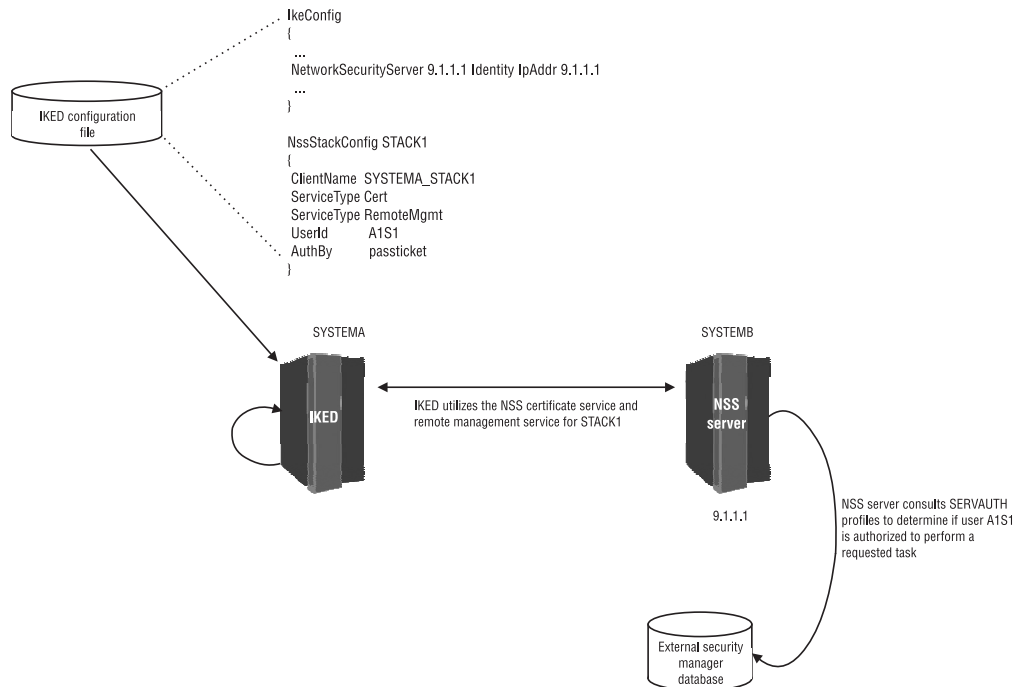 IkeConfig
{
...
NetworkSecurityServer 9.1.1.1 Identity IpAddr 9.1.1.1
...
}
IKED configuration
file
NssStackConfig STACK1
{
ClientName SYSTEMA_STACK1
ServiceType Cert
ServiceType RemoteMgmt
UserId A1S1
AuthBy passticket
}
SYSTEMA
SYSTEMB
IKED
IKED utilizes the NSS certificate service and
remote management service for STACK1
NSS
server
9.1.1.1
NSS server consults SERVAUTH
profiles to determine if user A1S1
is authorized to perform a
requested task
External security
manager
database